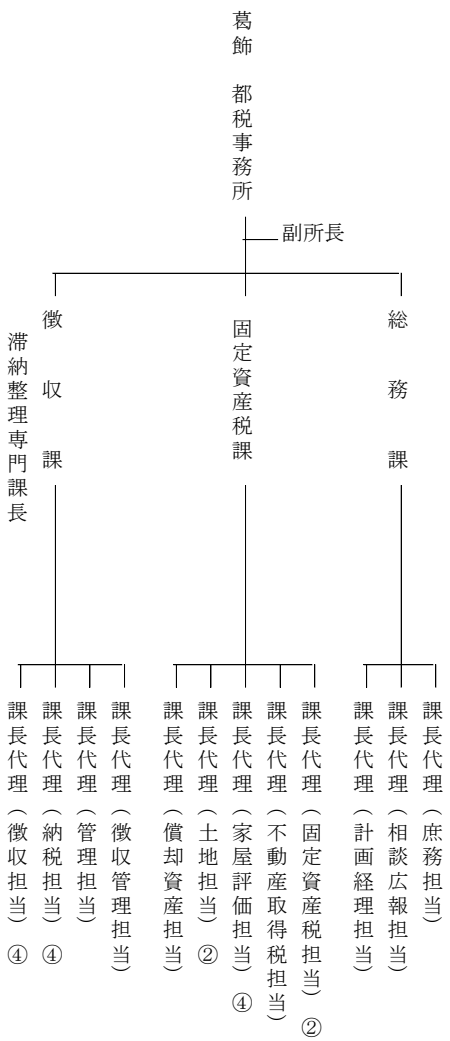 葛飾　都税事務所
副所長
総務課
固定資産税課
徴収課
滞納整理専門課長
課長代理（庶務担当）
課長代理（相談広報担当）
課長代理（計画経理担当）
課長代理（固定資産税担当）②
課長代理（不動産取得税担当）
課長代理（家屋評価担当）④
課長代理（土地担当）②
課長代理（償却資産担当）
課長代理（徴収管理担当）
課長代理（管理担当）
課長代理（納税担当）④
課長代理（徴収担当）④